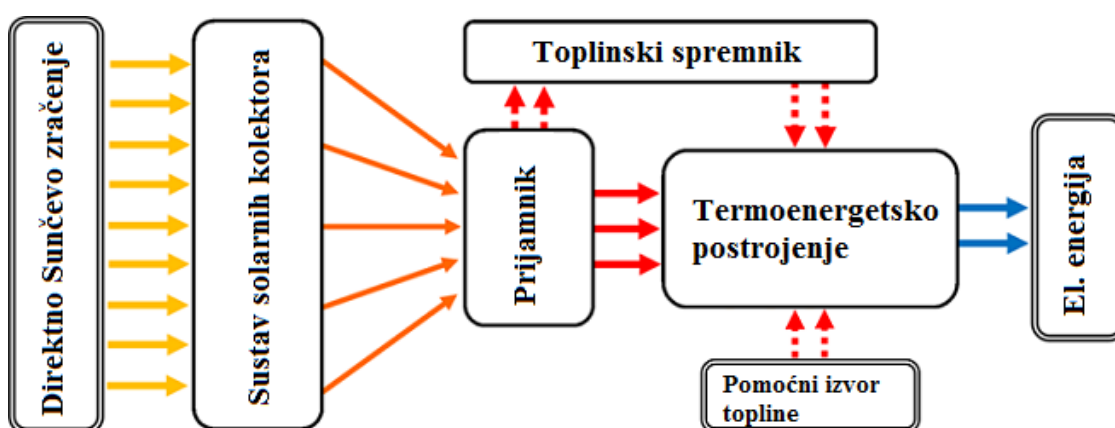 Direktno Sunčevo zračenje
Sustav solarnih kolektora
Prijamnik
Toplinski spremnik
Termoenergetsko
postrojenje
Pomoćni izvor
topline
El. energija